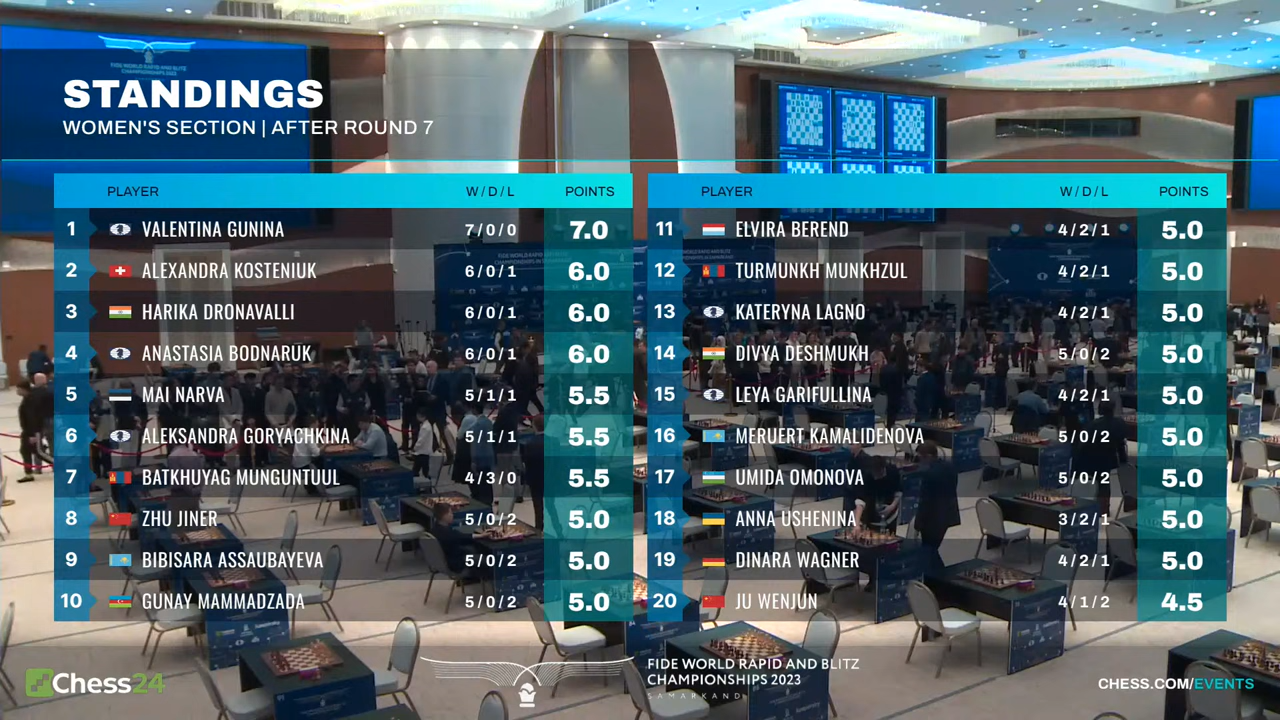 FIDE WORLD RAPID AND BLITZ
CHAMPIONSHIPS 2023
STANDINGS
WOMEN'S SECTION | AFTER ROUND 7
PLAYER W / D / L POINTS
1 VALENTINA GUNINA 7/0/0 7.0
2 ALEXANDRA KOSTENIUK 6/0/1 6.0
3 HARIKA DRONAVALLI 6/0/1 6.0
4 ANASTASIA BODNARUK 6/0/1 6.0
5 MAI NARVA 5/1/1 5.5
6 ALEKSANDRA GORYACHKINA 5/1/1 5.5
7 BATKHUYAG MUNGUNTUUL 4/3/0 5.5
8 ZHU JINER 5/0/2 5.0
9 BIBISARA ASSAUBAYEVA 5/0/2 5.0
10 GUNAY MAMMADZADA 5/0/2 5.0
PLAYER W / D / L POINTS
11 ELVIRA BEREND 4/2/1 5.0
12 TURMUNKH MUNKHZUL 4/2/1 5.0
13 KATERYNA LAGNO 4/2/1 5.0
14 DIVYA DESHMUKH 5/0/2 5.0
15 LEYA GARIFULLINA 4/2/1 5.0
16 MERUERT KAMALIDENOVA 5/0/2 5.0
17 UMIDA OMONOVA 5/0/2 5.0
18 ANNA USHENINA 3/2/1 5.0
19 DINARA WAGNER 4/2/1 5.0
20 JU WENJUN 4/1/2 4.5
Chess24
FIDE WORLD RAPID AND BLITZ
CHAMPIONSHIPS 2023
SAMARKAND
CHESS.COM/EVENTS